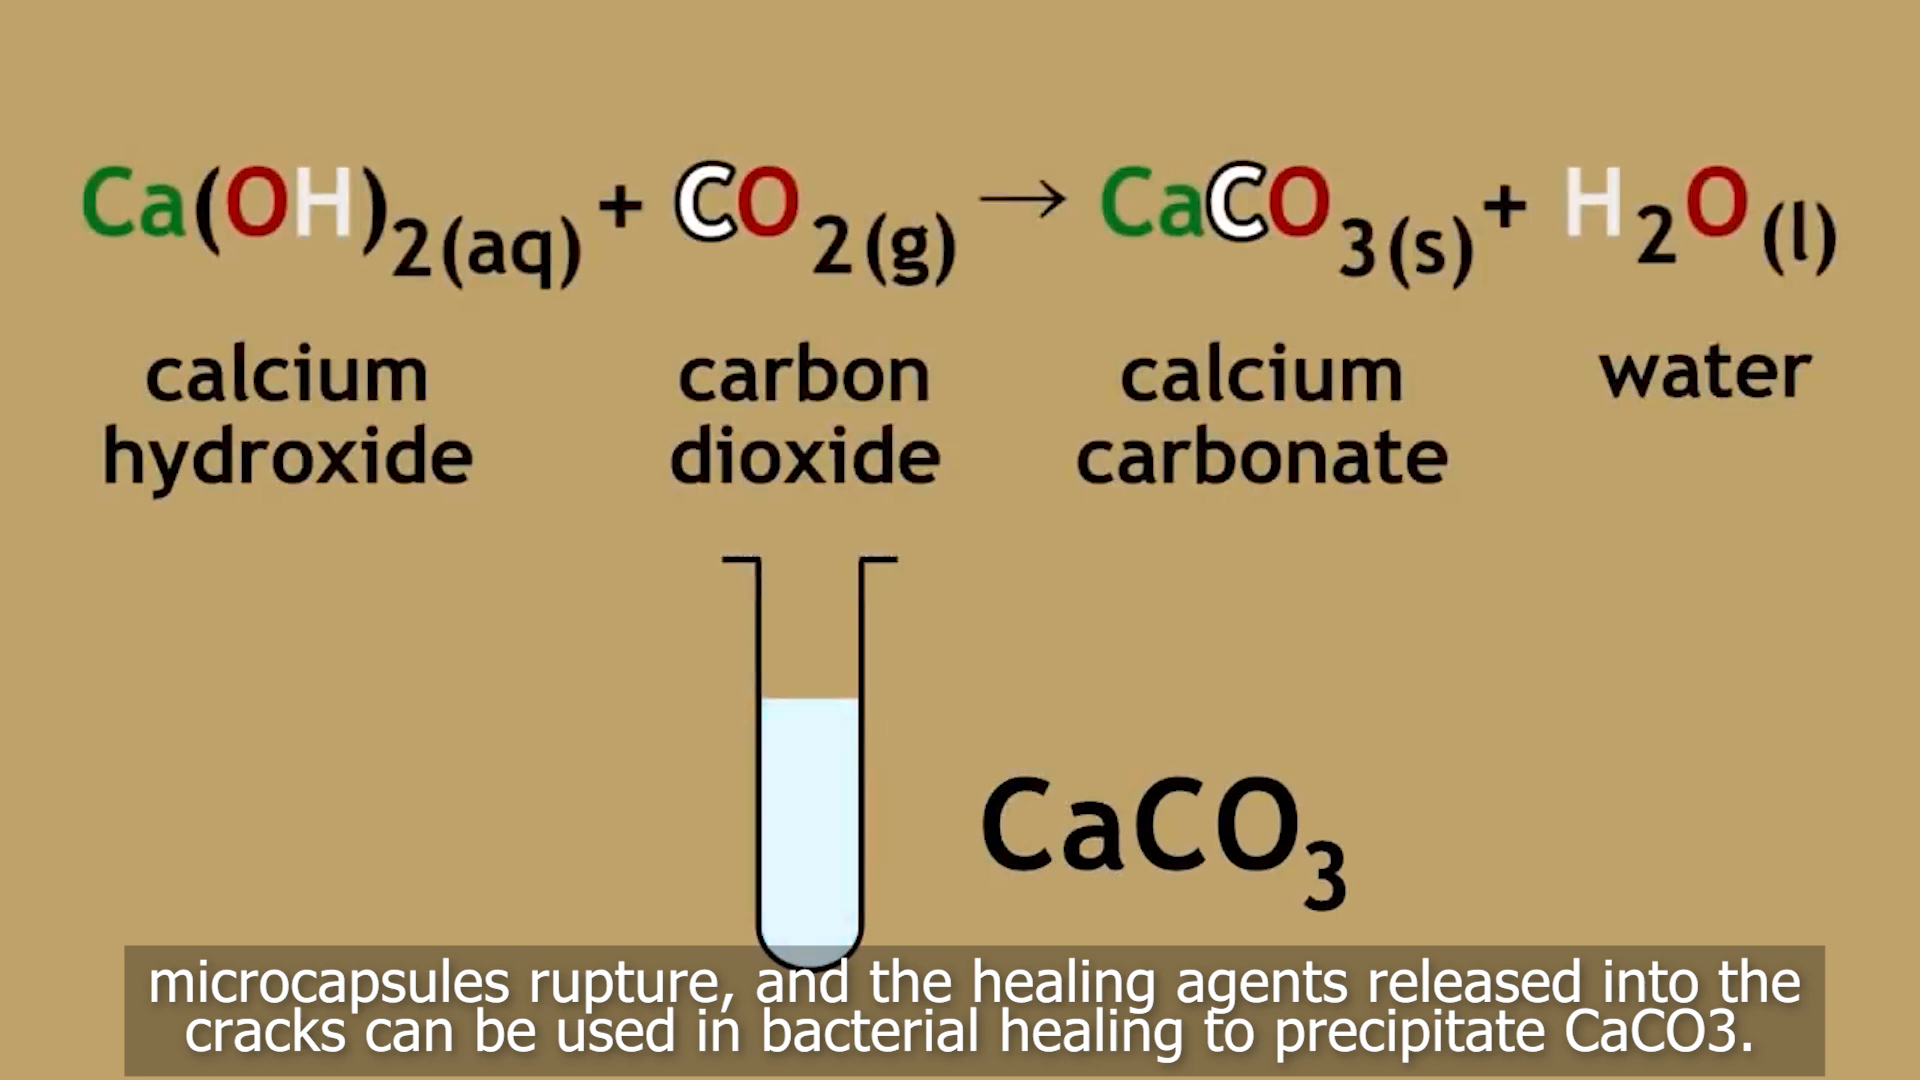 Ca(OH)2(aq) + CO2(g) → CaCO3(s) + H2O(l)
calcium hydroxide
carbon dioxide
calcium carbonate
water
CaCO3
microcapsules rupture, and the healing agents released into the
cracks can be used in bacterial healing to precipitate CaCO3.